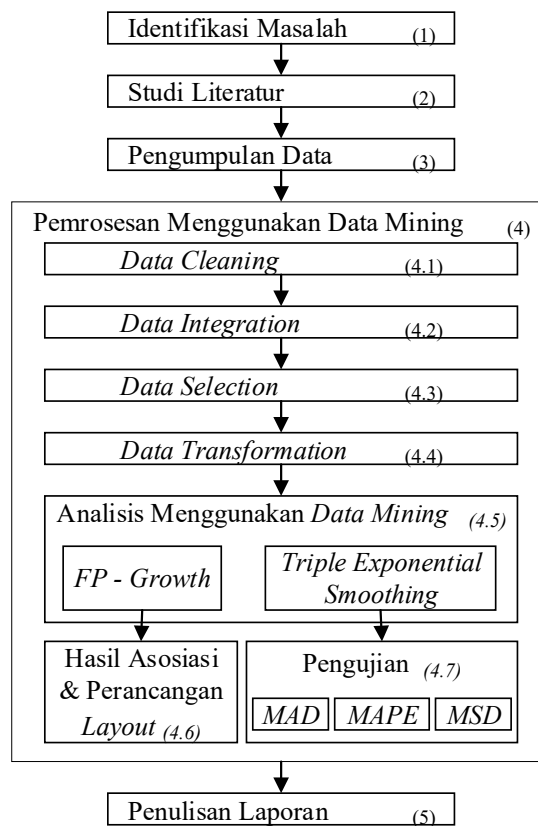 Identifikasi Masalah (1)
Studi Literatur (2)
Pengumpulan Data (3)
Pemrosesan Menggunakan Data Mining (4)
Data Cleaning (4.1)
Data Integration (4.2)
Data Selection (4.3)
Data Transformation (4.4)
Analisis Menggunakan Data Mining (4.5)
FP - Growth
Triple Exponential
Smoothing
Hasil Asosiasi
& Perancangan
Layout (4.6)
Pengujian (4.7)
MAD MAPE MSD
Penulisan Laporan (5)